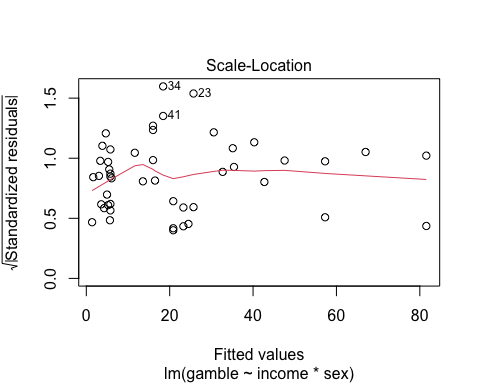 Scale-Location
√|Standardized residuals|
1.5
1.0
0.5
0.0
34
23
41
0 20 40 60 80
Fitted values
lm(gamble ~ income * sex)